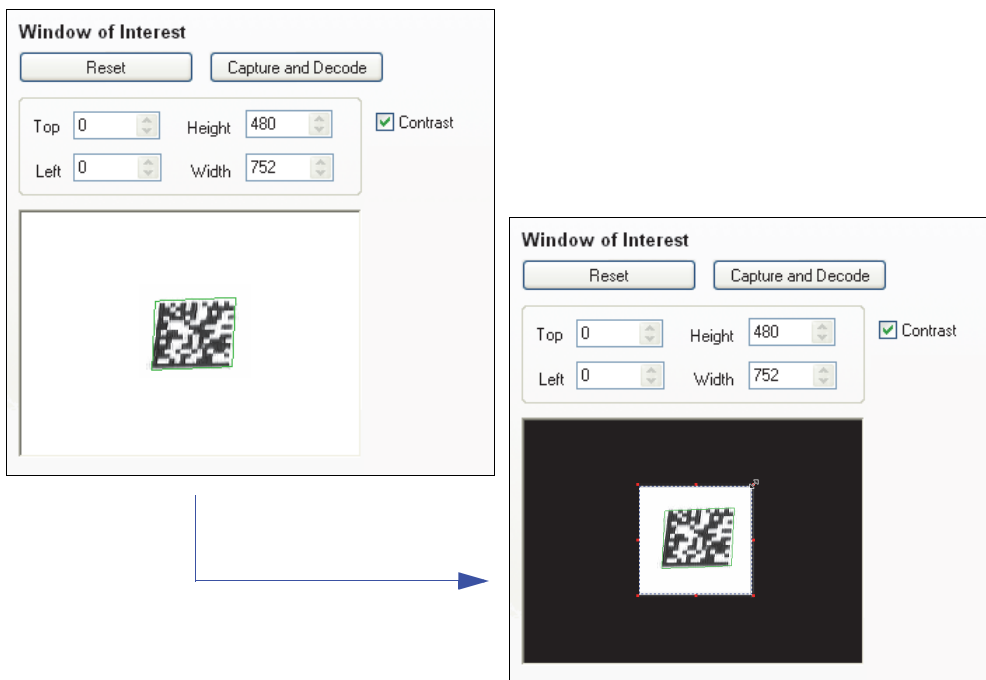 Window of Interest
Reset Capture and Decode
Top 0 Height 480 Contrast
Left 0 Width 752
Window of Interest
Reset Capture and Decode
Top 0 Height 480 Contrast
Left 0 Width 752